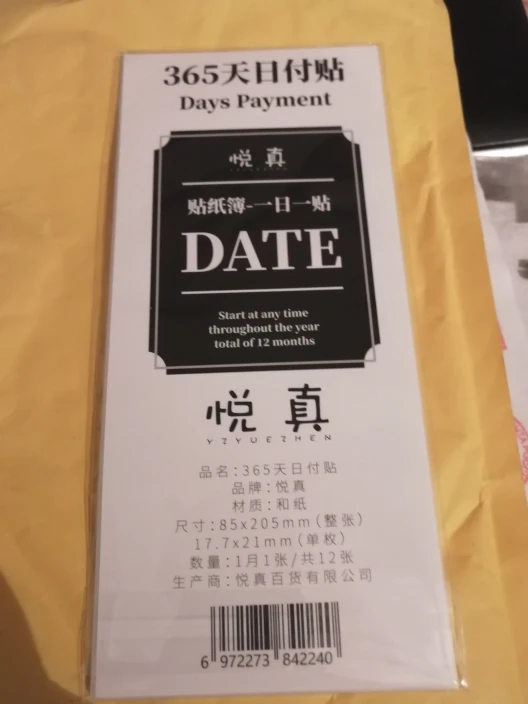 365天日付贴
Days Payment
悦 真
贴纸簿-一日一贴
DATE
Start at any time
throughout the year
total of 12 months
悦 真
YZYUEZHEN
品名:365天日付贴
品牌:悦真
材质:和纸
尺寸:85x205mm(整张)
17.7x21mm(单枚)
数量:1月1张/共12张
生产商:悦真百货有限公司
6 972273 842240